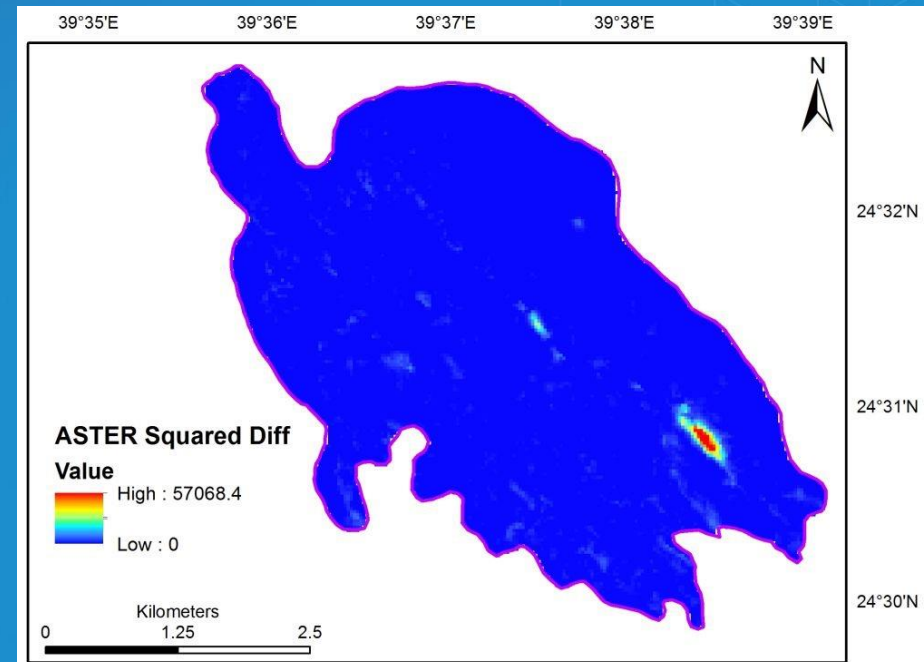 39°35'E 39°36'E 39°37'E 39°38'E 39°39'E
N
24°32'N
24°31'N
ASTER Squared Diff
Value
High : 57068.4
Low : 0
24°30'N
Kilometers
0 1.25 2.5